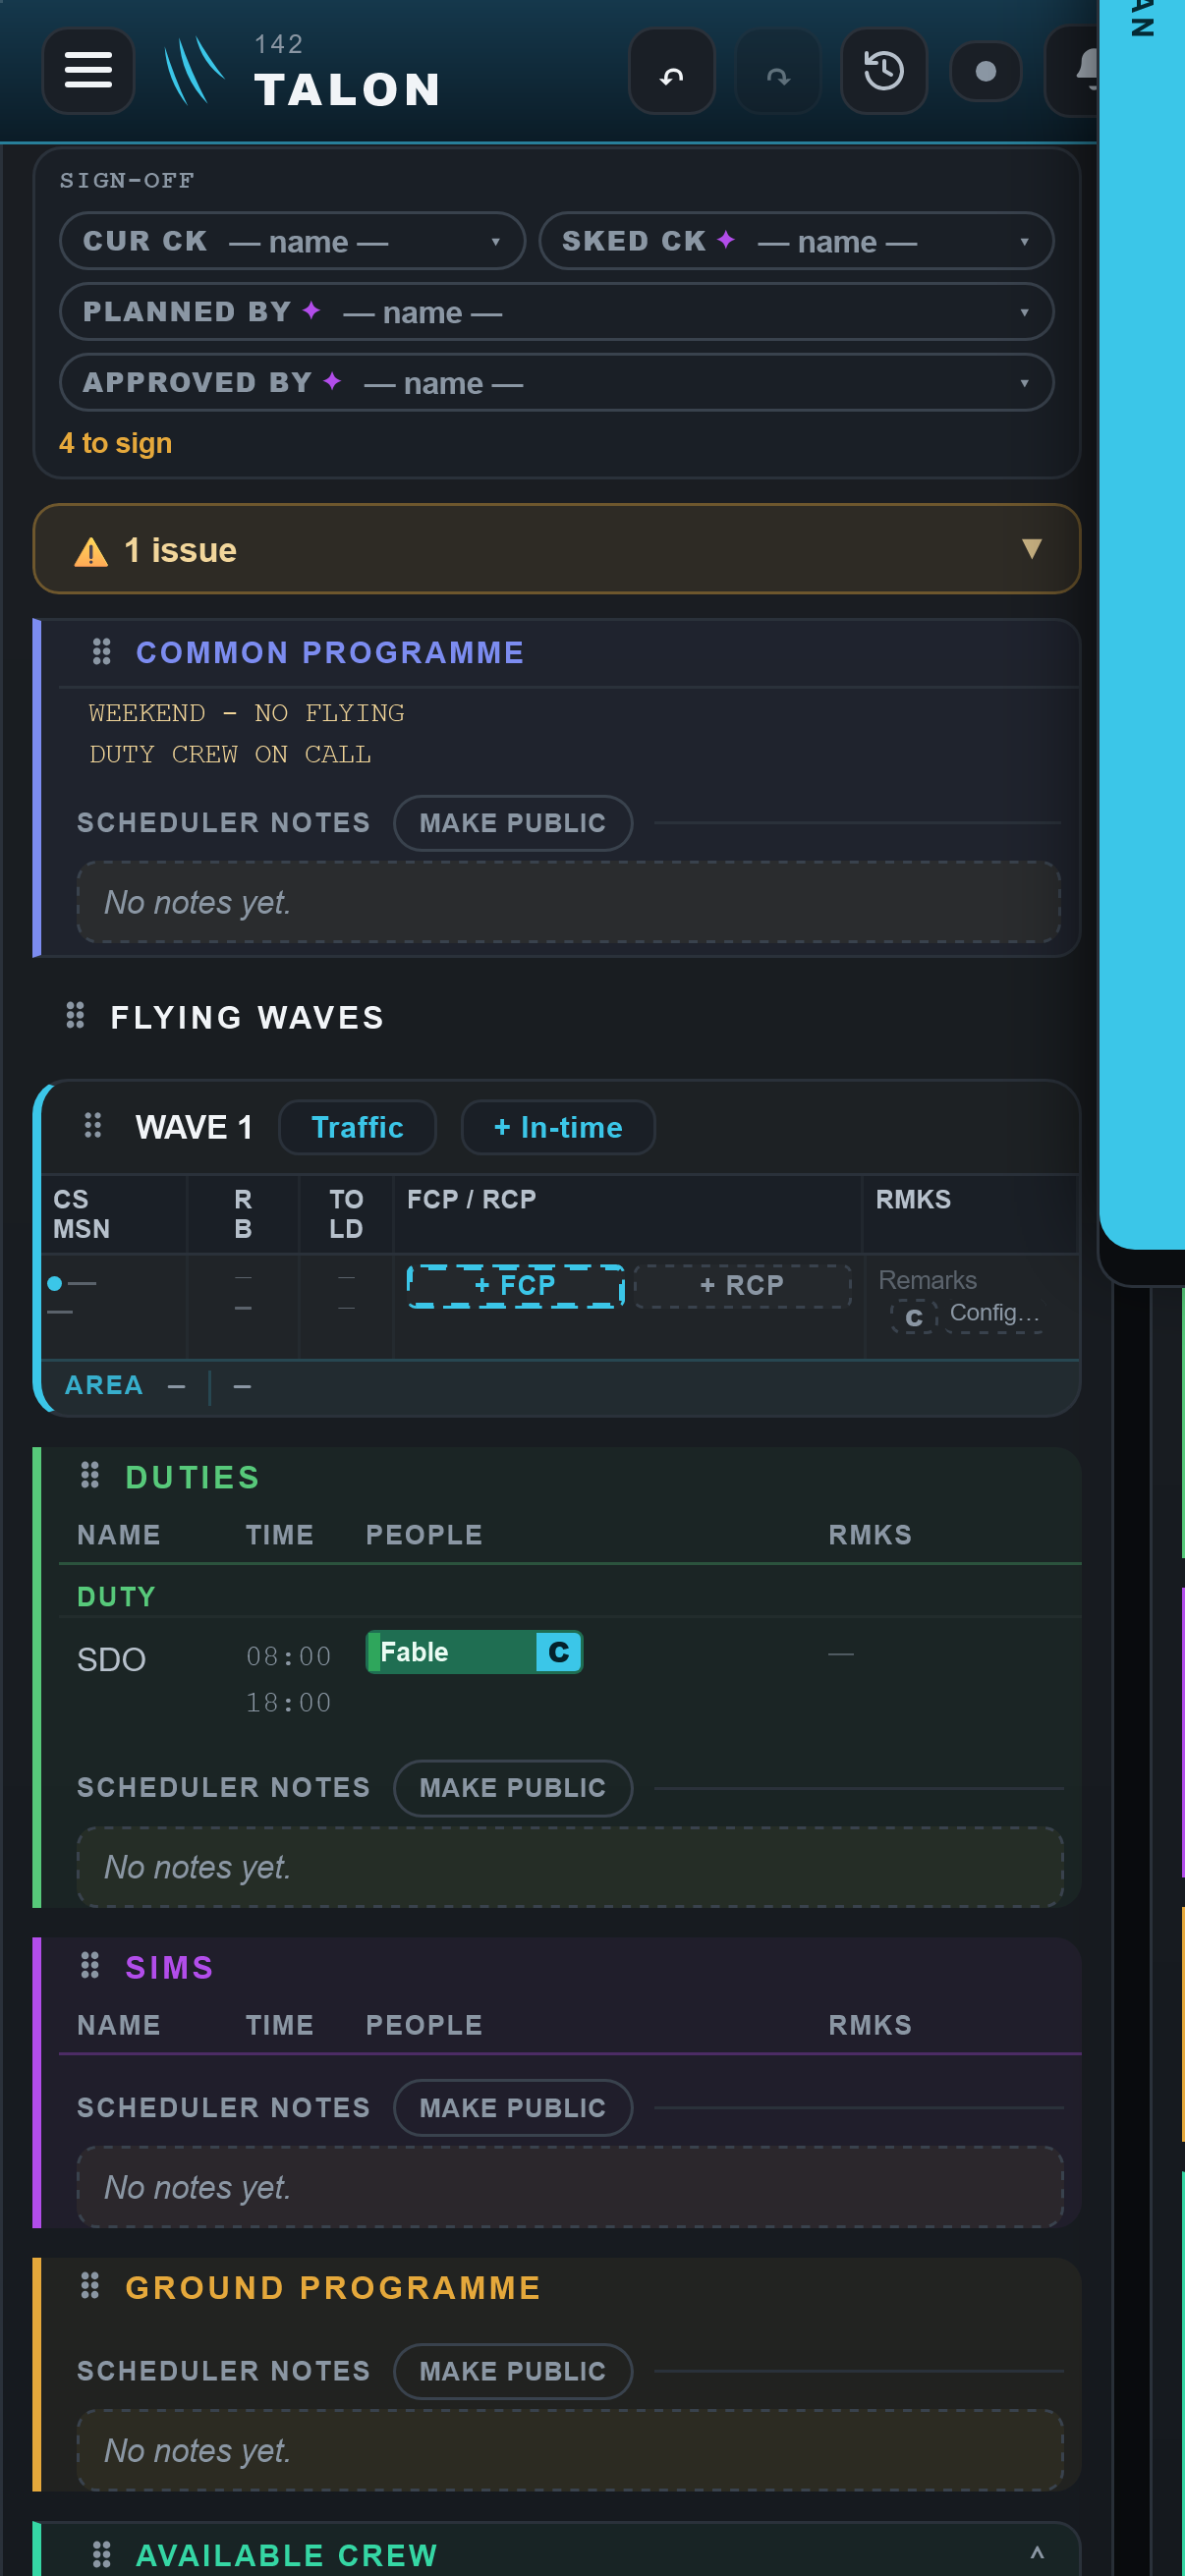 142
TALON
AN
SIGN-OFF
CUR CK — name —
SKED CK ✦ — name —
PLANNED BY ✦ — name —
APPROVED BY ✦ — name —
4 to sign
1 issue
COMMON PROGRAMME
WEEKEND - NO FLYING
DUTY CREW ON CALL
SCHEDULER NOTES MAKE PUBLIC
No notes yet.
FLYING WAVES
WAVE 1 Traffic + In-time
CS R TO FCP / RCP RMKS
MSN B LD
— — — + FCP + RCP Remarks
— — — C Config...
AREA — | —
DUTIES
NAME TIME PEOPLE RMKS
DUTY
SDO 08:00 Fable C —
18:00
SCHEDULER NOTES MAKE PUBLIC
No notes yet.
SIMS
NAME TIME PEOPLE RMKS
SCHEDULER NOTES MAKE PUBLIC
No notes yet.
GROUND PROGRAMME
SCHEDULER NOTES MAKE PUBLIC
No notes yet.
AVAILABLE CREW